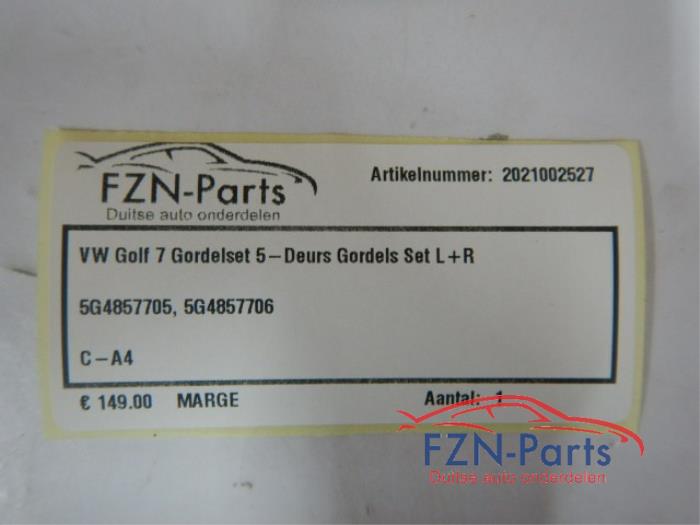 FZN-Parts
Duitse auto onderdelen
Artikelnummer: 2021002527
VW Golf 7 Gordelset 5-Deurs Gordels Set L+R
5G4857705, 5G4857706
C-A4
€ 149.00 MARGE
Aantal: 1
FZN-Parts
Duitse auto onderdelen